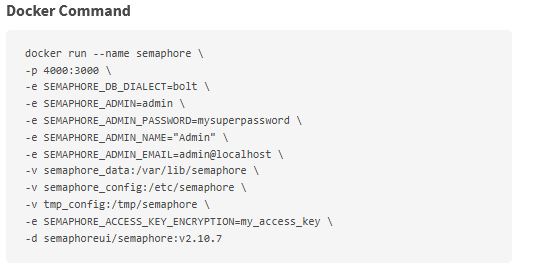 Docker Command
docker run --name semaphore \
-p 4000:3000 \
-e SEMAPHORE_DB_DIALECT=bolt \
-e SEMAPHORE_ADMIN=admin \
-e SEMAPHORE_ADMIN_PASSWORD=mysuperpassword \
-e SEMAPHORE_ADMIN_NAME="Admin" \
-e SEMAPHORE_ADMIN_EMAIL=admin@localhost \
-v semaphore_data:/var/lib/semaphore \
-v semaphore_config:/etc/semaphore \
-v tmp_config:/tmp/semaphore \
-e SEMAPHORE_ACCESS_KEY_ENCRYPTION=my_access_key \
-d semaphoreui/semaphore:v2.10.7